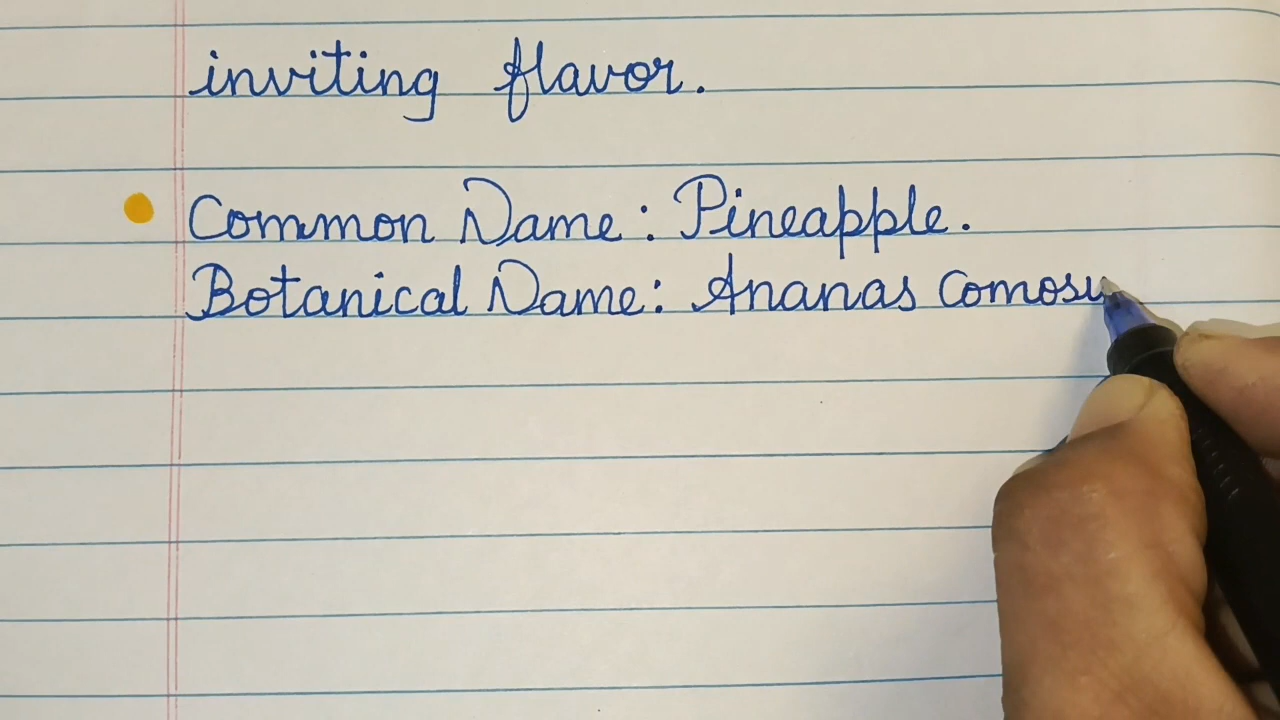 inviting flavor.
Common Name: Pineapple.
Botanical Name: Ananas Comosu